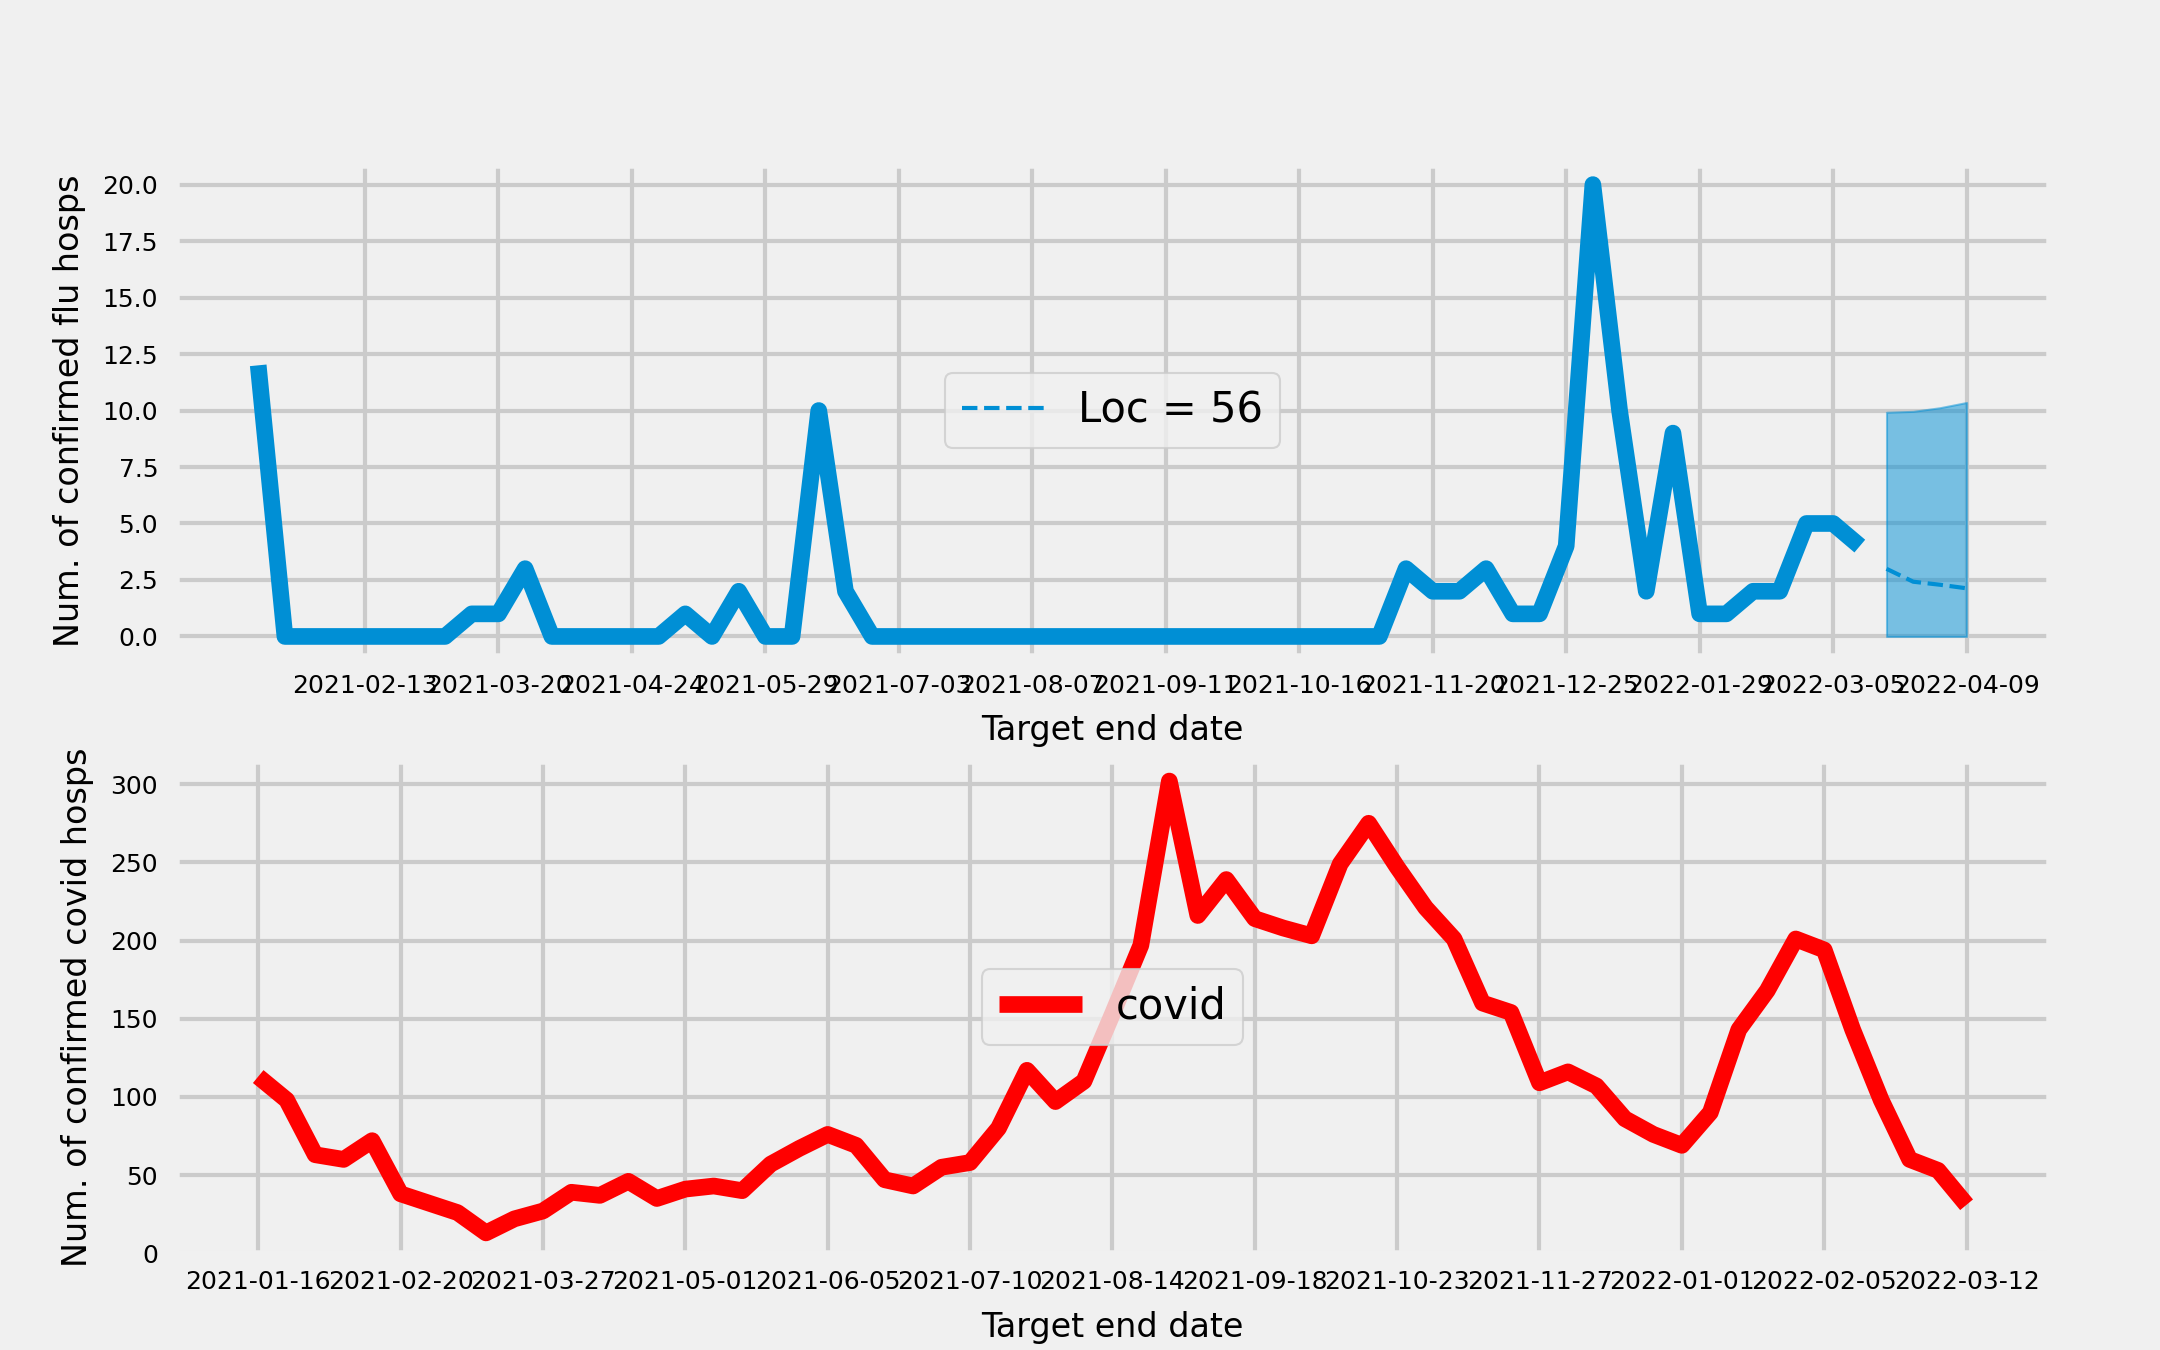 Num. of confirmed flu hosps
20.0
17.5
15.0
12.5
10.0
7.5
5.0
2.5
0.0
Loc = 56
2021-02-13 2021-03-20 2021-04-24 2021-05-29 2021-07-03 2021-08-07 2021-09-11 2021-10-16 2021-11-20 2021-12-25 2022-01-29 2022-03-05 2022-04-09
Target end date
Num. of confirmed covid hosps
300
250
200
150
100
50
0
covid
2021-01-16 2021-02-20 2021-03-27 2021-05-01 2021-06-05 2021-07-10 2021-08-14 2021-09-18 2021-10-23 2021-11-27 2022-01-01 2022-02-05 2022-03-12
Target end date